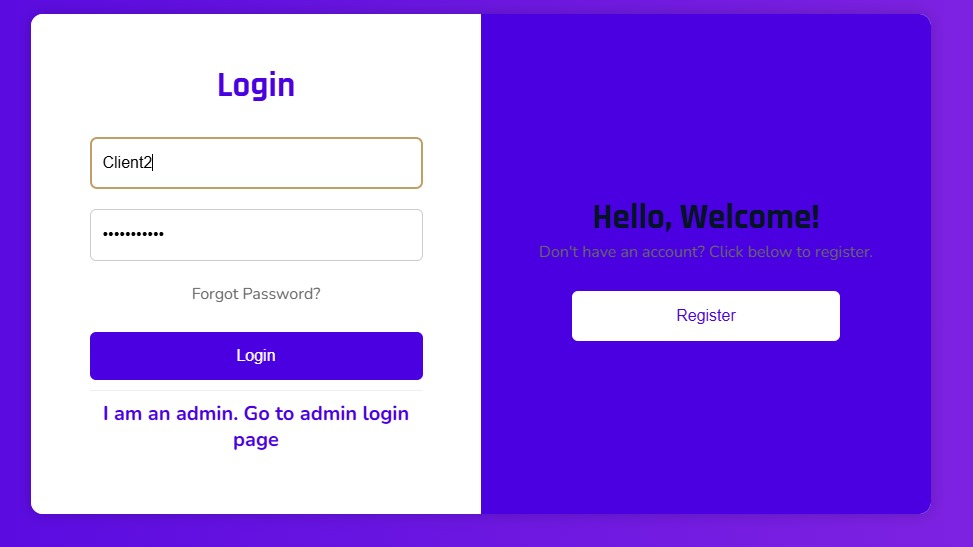 Login
Client2
•••••••••••
Forgot Password?
Login
I am an admin. Go to admin login
page
Hello, Welcome!
Don't have an account? Click below to register.
Register